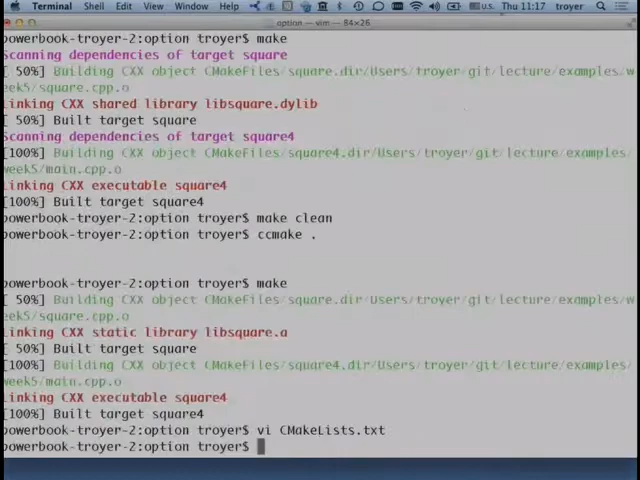 Terminal Shell Edit View Window Help U.S. Thu 11:17 troyer
option — vim — 84×26
powerbook-troyer-2:option troyer$ make
Scanning dependencies of target square
[ 50%] Building CXX object CMakeFiles/square.dir/Users/troyer/git/lecture/examples/w
eek5/square.cpp.o
Linking CXX shared library libsquare.dylib
[ 50%] Built target square
Scanning dependencies of target square4
[100%] Building CXX object CMakeFiles/square4.dir/Users/troyer/git/lecture/examples/
week5/main.cpp.o
Linking CXX executable square4
[100%] Built target square4
powerbook-troyer-2:option troyer$ make clean
powerbook-troyer-2:option troyer$ ccmake .
powerbook-troyer-2:option troyer$ make
[ 50%] Building CXX object CMakeFiles/square.dir/Users/troyer/git/lecture/examples/w
eek5/square.cpp.o
Linking CXX static library libsquare.a
[ 50%] Built target square
[100%] Building CXX object CMakeFiles/square4.dir/Users/troyer/git/lecture/examples/
week5/main.cpp.o
Linking CXX executable square4
[100%] Built target square4
powerbook-troyer-2:option troyer$ vi CMakeLists.txt
powerbook-troyer-2:option troyer$